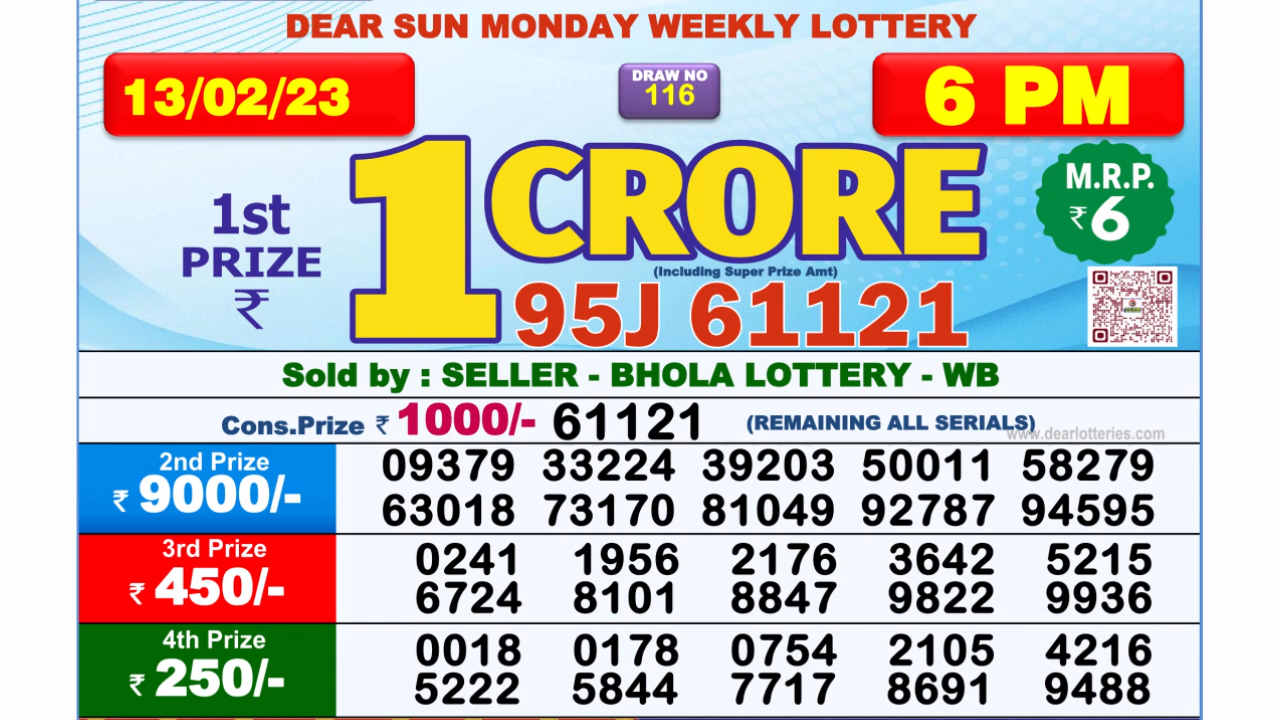 DEAR SUN MONDAY WEEKLY LOTTERY
13/02/23
DRAW NO
116
6 PM
1st
PRIZE
₹
1 CRORE
(Including Super Prize Amt)
M.R.P.
₹6
95J 61121
Sold by : SELLER - BHOLA LOTTERY - WB
Cons.Prize ₹ 1000/- 61121 (REMAINING ALL SERIALS)
www.dearlotteries.com
2nd Prize
₹ 9000/-
09379 33224 39203 50011 58279
63018 73170 81049 92787 94595
3rd Prize
₹ 450/-
0241 1956 2176 3642 5215
6724 8101 8847 9822 9936
4th Prize
₹ 250/-
0018 0178 0754 2105 4216
5222 5844 7717 8691 9488